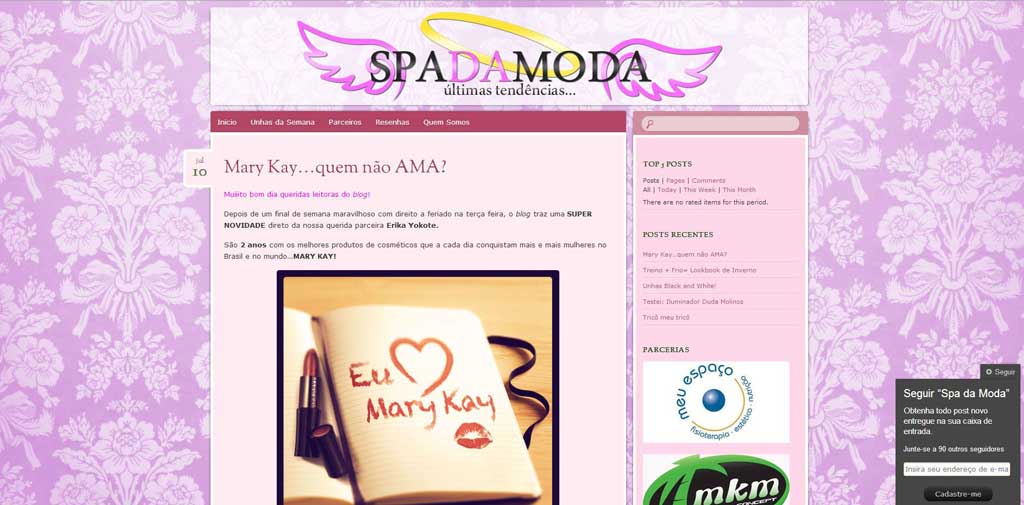 SPADAMODA
últimas tendências...
Inicio Unhas da Semana Parceiros Resenhas Quem Somos
jul
10
Mary Kay…quem não AMA?
Muiiito bom dia queridas leitoras do blog!
Depois de um final de semana maravilhoso com direito a feriado na terça feira, o blog traz uma SUPER
NOVIDADE direto da nossa querida parceira Erika Yokote.
São 2 anos com os melhores produtos de cosméticos que a cada dia conquistam mais e mais mulheres no
Brasil e no mundo…MARY KAY!
Eu
Mary Kay
TOP 5 POSTS
Posts | Pages | Comments
All | Today | This Week | This Month
There are no rated items for this period.
POSTS RECENTES
Mary Kay…quem não AMA?
Treino + Frio= Lookbook de Inverno
Unhas Black and White!
Testei: Iluminador Duda Molinos
Tricô meu tricô
PARCERIAS
meu espaço
fisioterapia · estética ·
mkm
CONCEPT
Seguir
Seguir “Spa da Moda”
Obtenha todo post novo
entregue na sua caixa de
entrada.
Junte-se a 90 outros seguidores
Insira seu endereço de e-ma
Cadastre-me